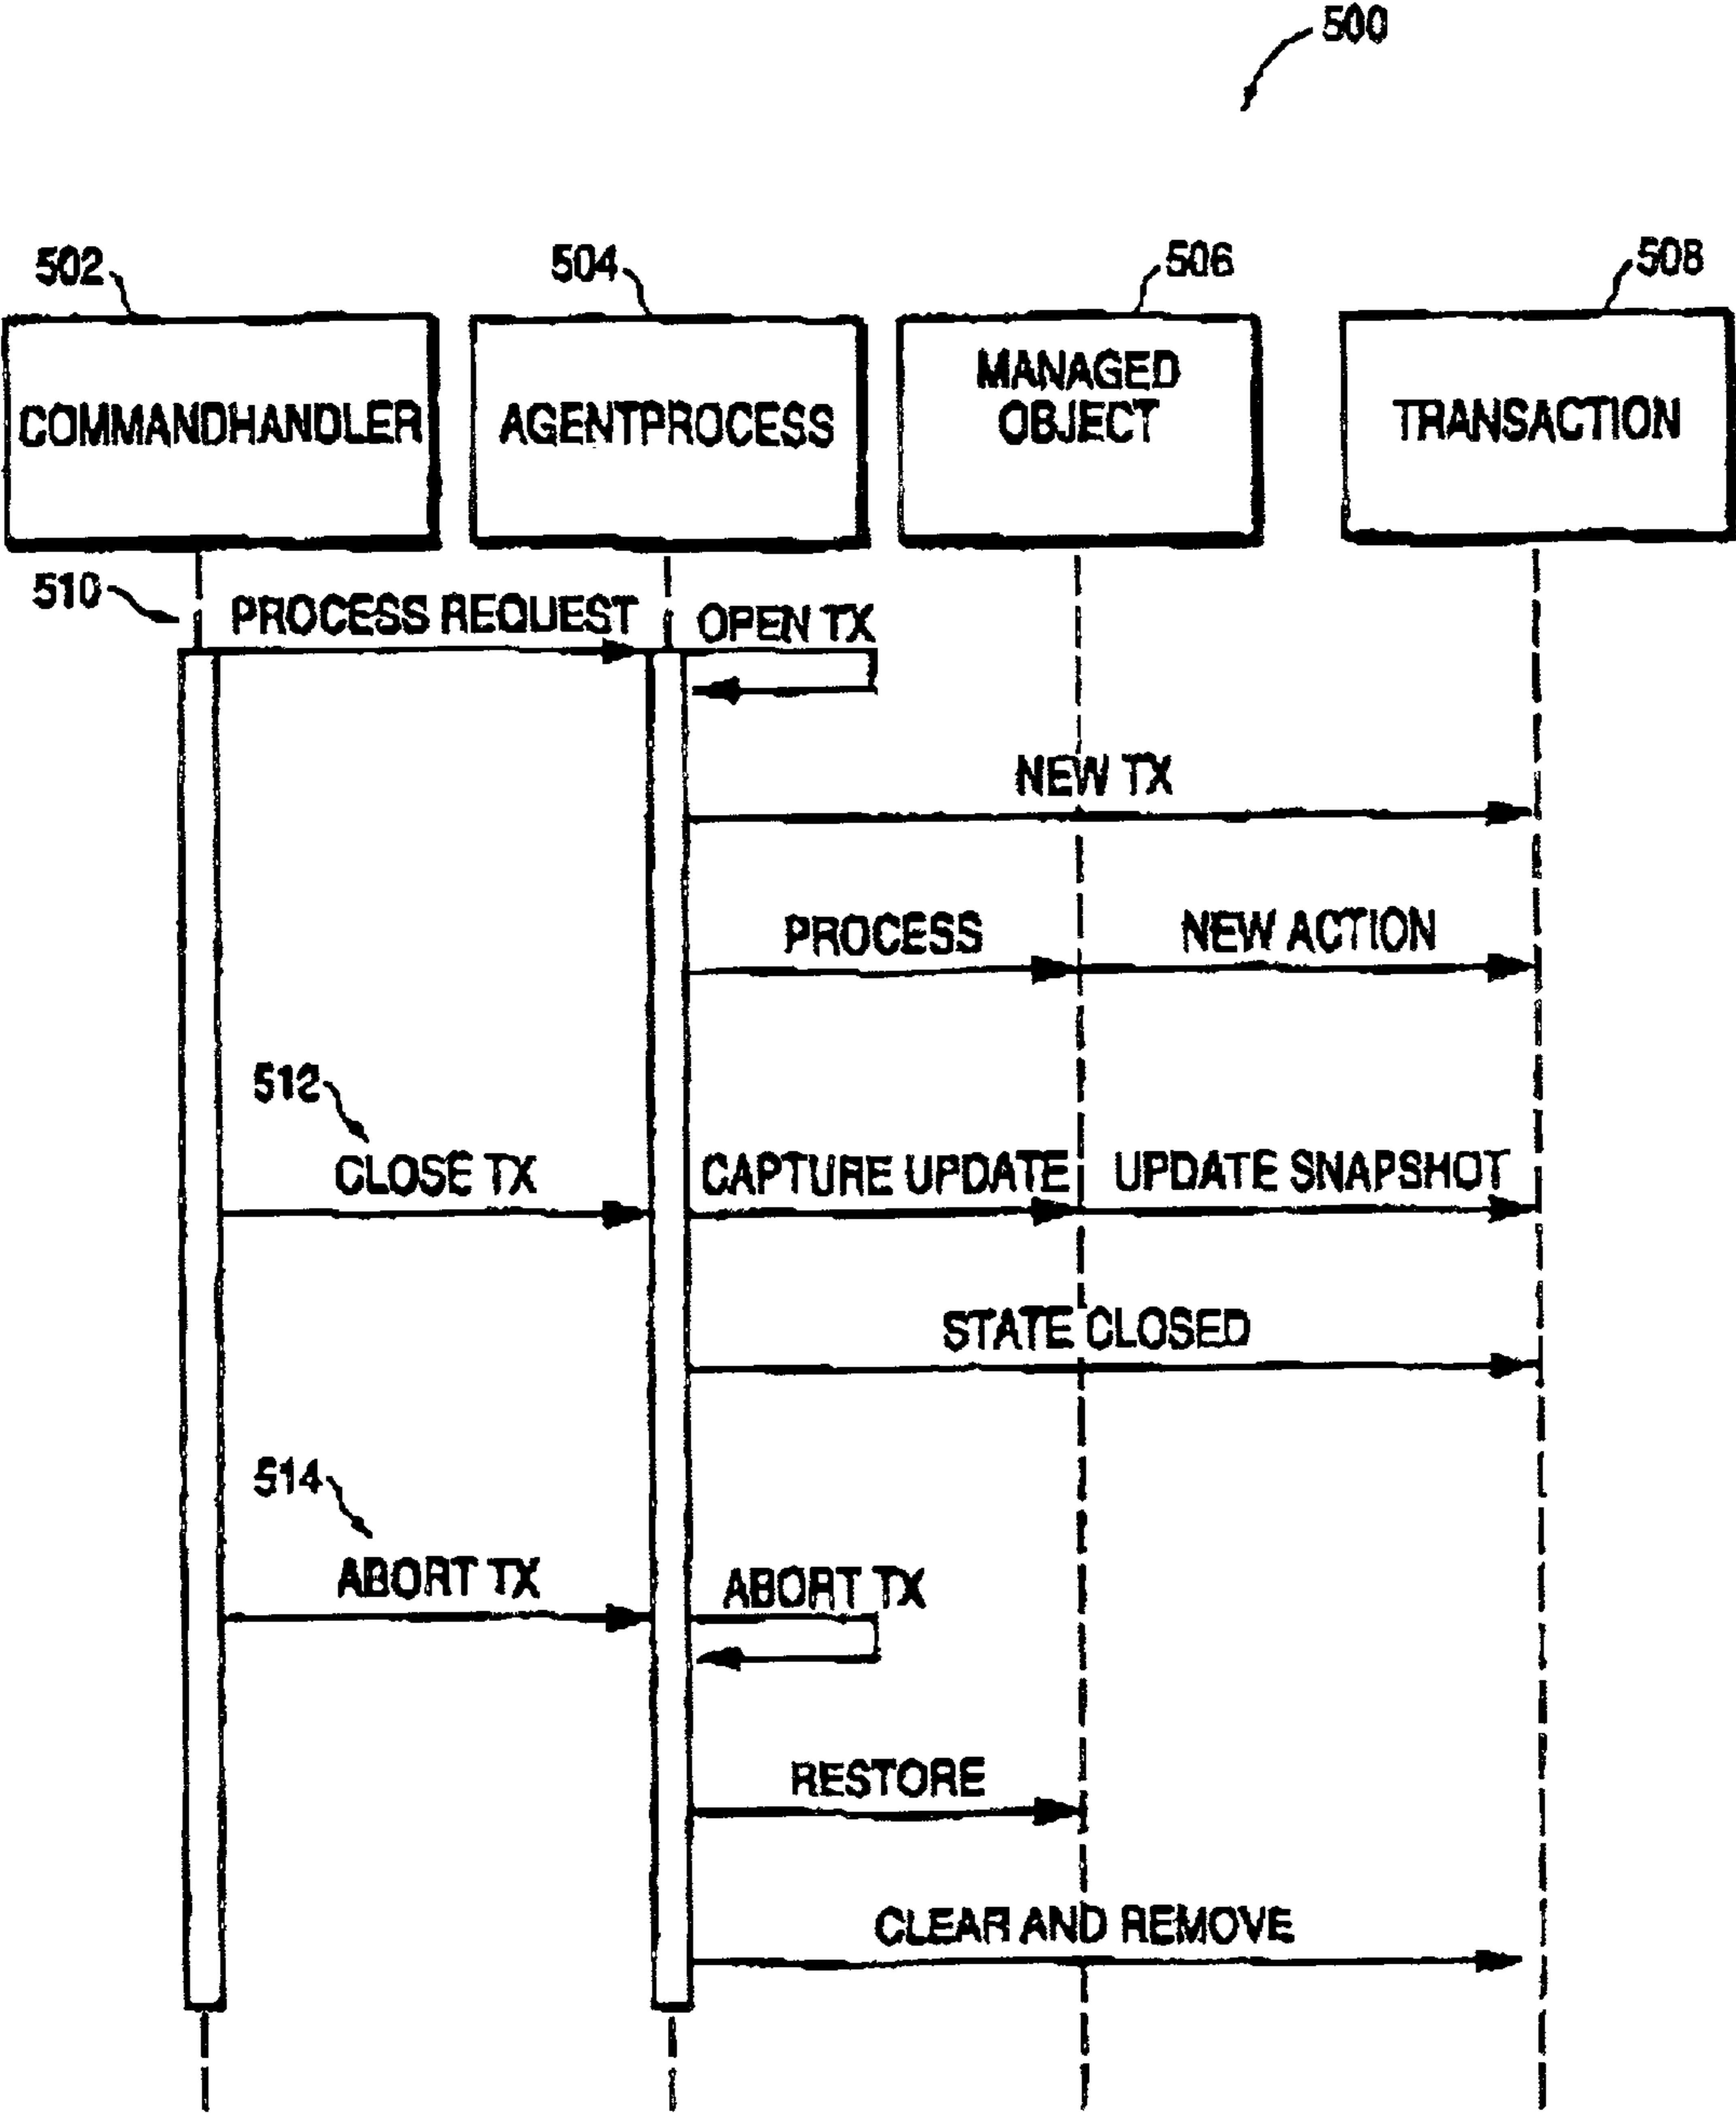 500
502
504
506
508
COMMANDHANDLER
AGENTPROCESS
MANAGED
OBJECT
TRANSACTION
510
PROCESS REQUEST
OPEN TX
NEW TX
PROCESS
NEW ACTION
512
CLOSE TX
CAPTURE UPDATE
UPDATE SNAPSHOT
STATE CLOSED
514
ABORT TX
ABORT TX
RESTORE
CLEAR AND REMOVE